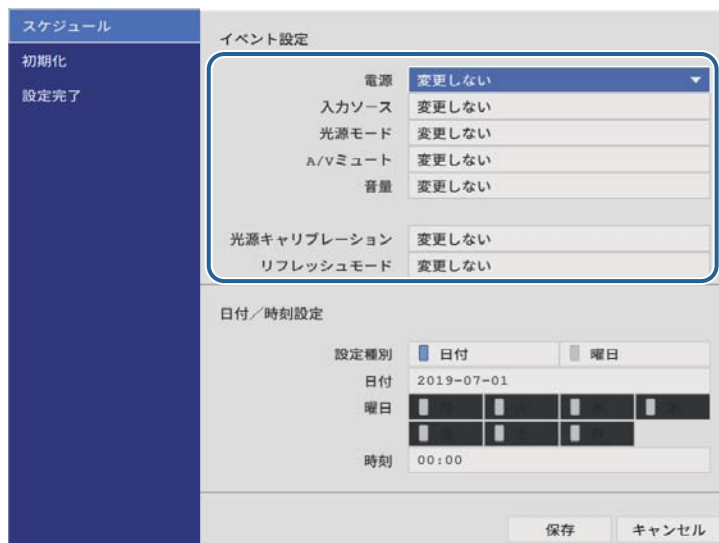 スケジュール
初期化
設定完了
イベント設定
電源 変更しない
入力ソース 変更しない
光源モード 変更しない
A/Vミュート 変更しない
音量 変更しない
光源キャリブレーション 変更しない
リフレッシュモード 変更しない
日付/時刻設定
設定種別 日付 曜日
日付 2019-07-01
曜日
時刻 00:00
保存 キャンセル